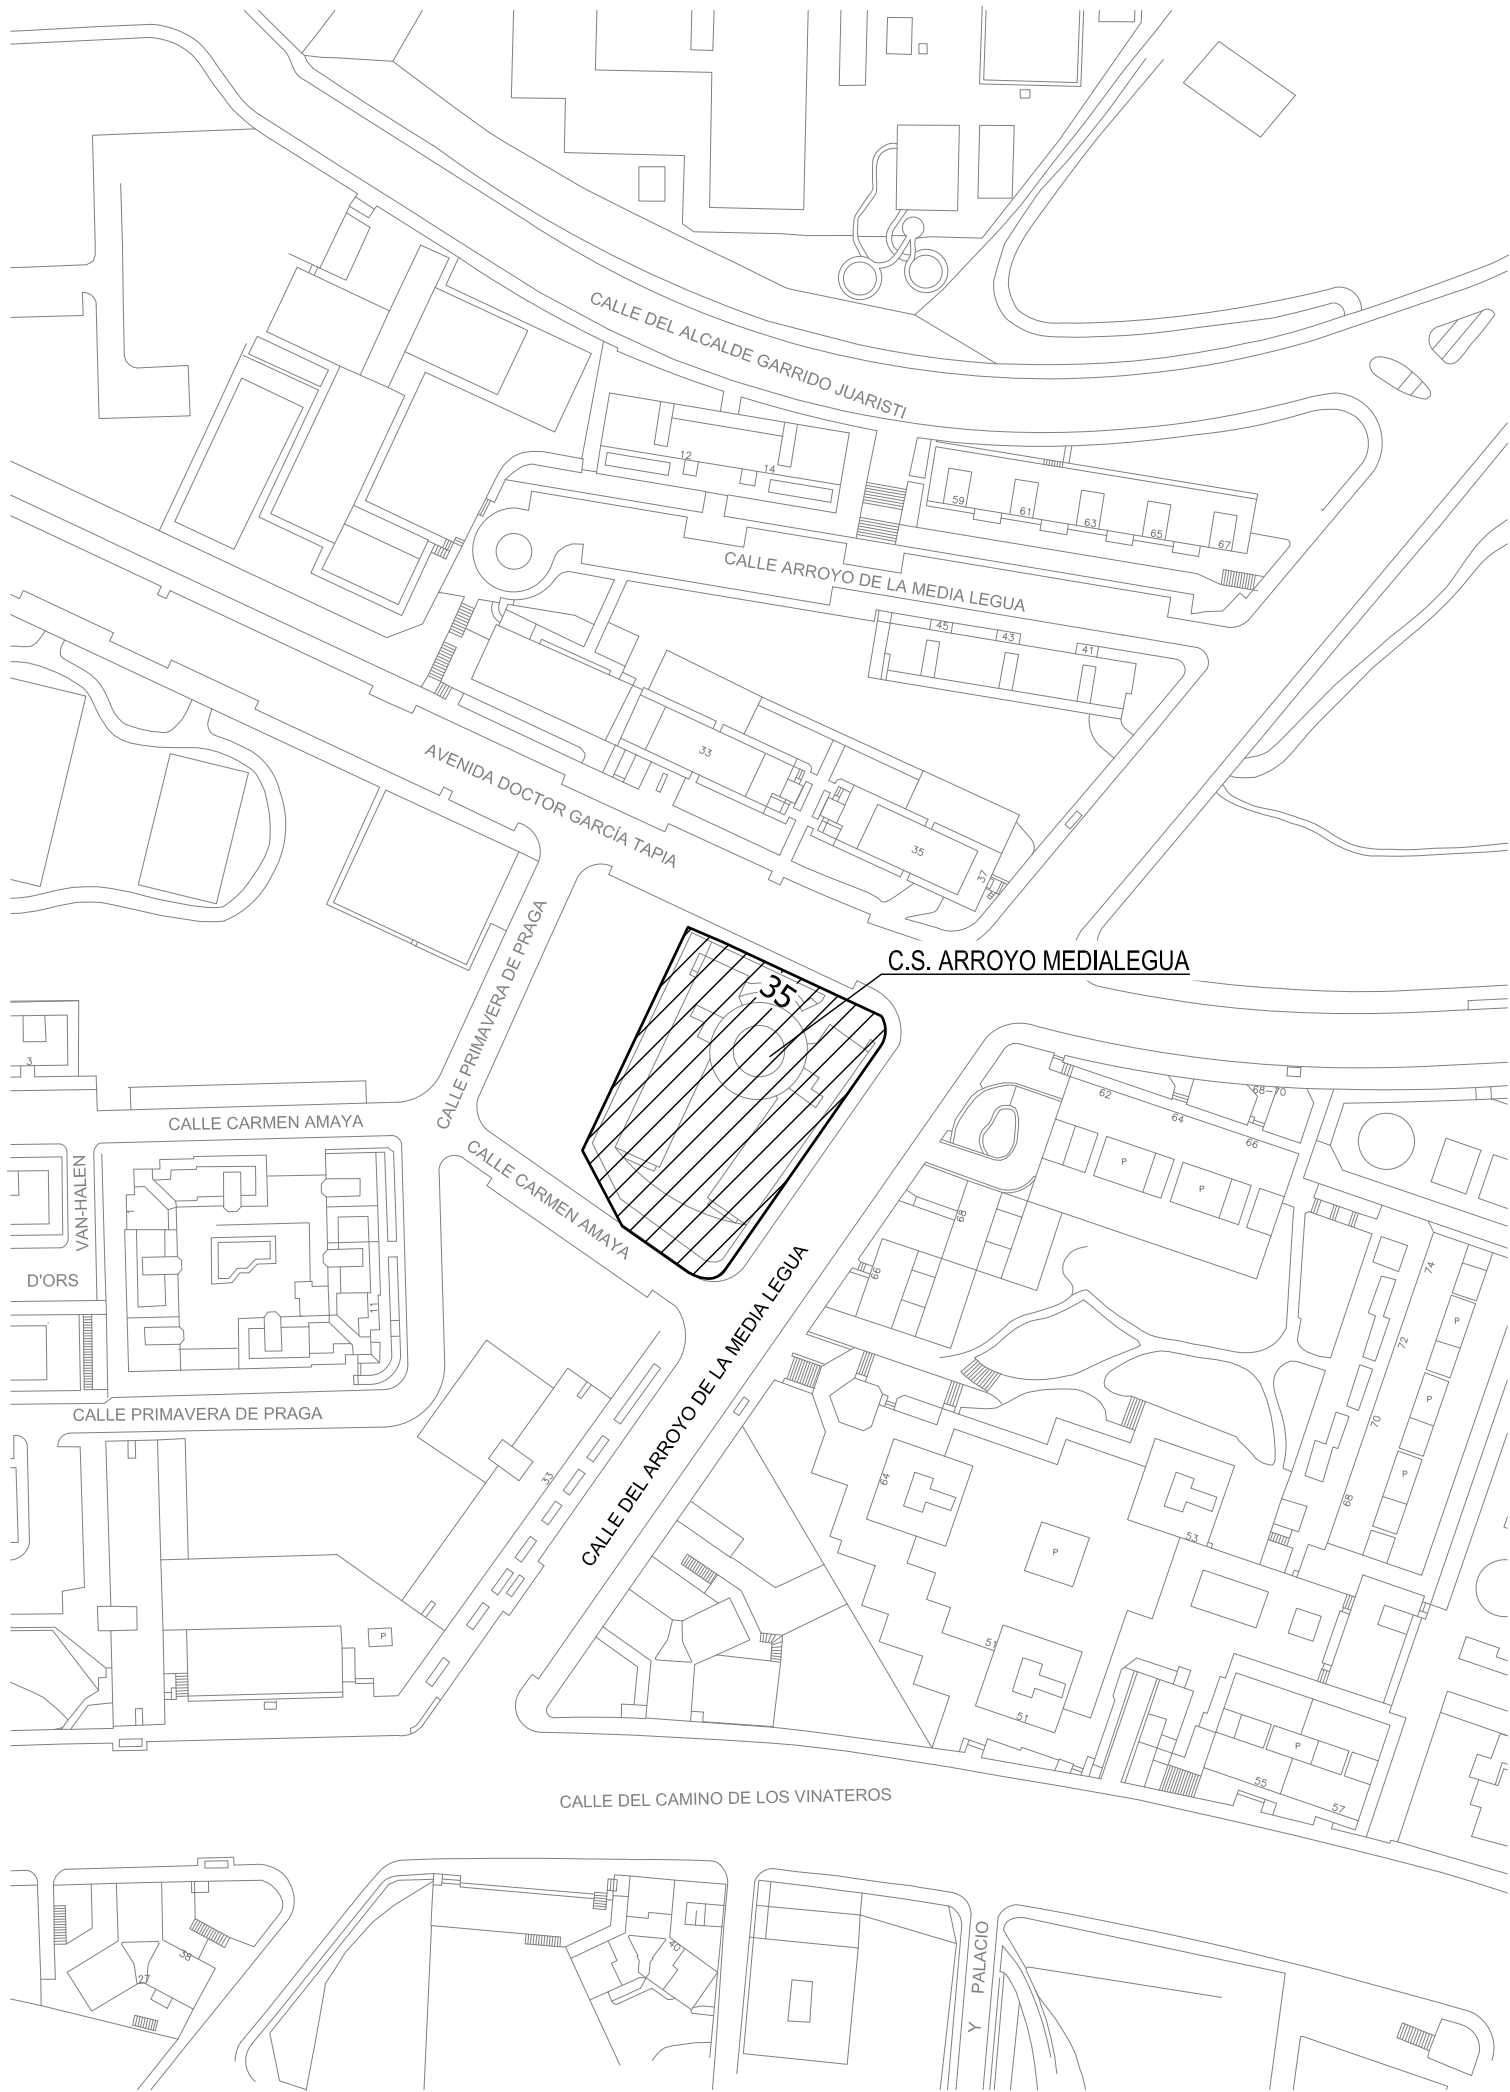 CALLE DEL ALCALDE GARRIDO JUARISTI
12
14
59
61
63
65
67
CALLE ARROYO DE LA MEDIA LEGUA
45
43
41
33
AVENIDA DOCTOR GARCÍA TAPIA
35
37
CALLE PRIMAVERA DE PRAGA
C.S. ARROYO MEDIALEGUA
35
3
CALLE CARMEN AMAYA
62
64
68-70
66
P
P
VAN-HALEN
1
CALLE CARMEN AMAYA
68
66
D'ORS
11
74
P
72
P
70
P
68
CALLE PRIMAVERA DE PRAGA
CALLE DEL ARROYO DE LA MEDIA LEGUA
33
64
53
P
P
51
51
P
55
57
CALLE DEL CAMINO DE LOS VINATEROS
38
27
40
Y PALACIO